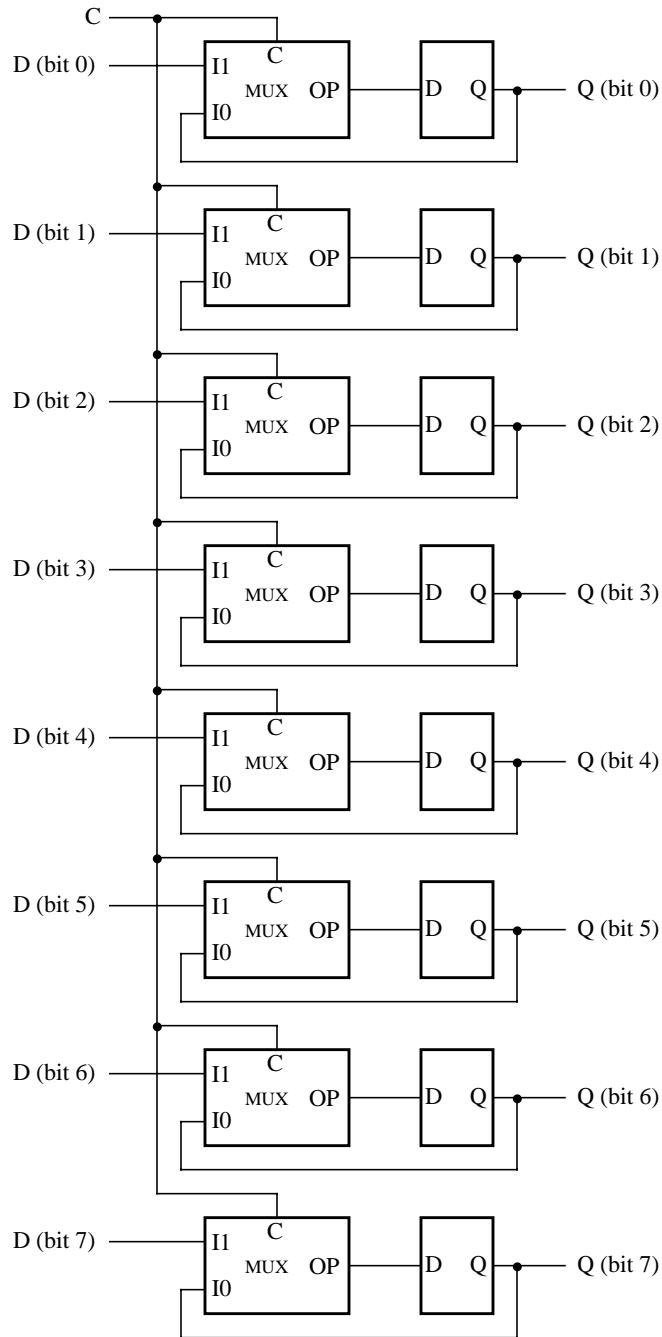 C
D (bit 0) I1 C MUX OP I0 D Q Q (bit 0)
D (bit 1) I1 C MUX OP I0 D Q Q (bit 1)
D (bit 2) I1 C MUX OP I0 D Q Q (bit 2)
D (bit 3) I1 C MUX OP I0 D Q Q (bit 3)
D (bit 4) I1 C MUX OP I0 D Q Q (bit 4)
D (bit 5) I1 C MUX OP I0 D Q Q (bit 5)
D (bit 6) I1 C MUX OP I0 D Q Q (bit 6)
D (bit 7) I1 C MUX OP I0 D Q Q (bit 7)